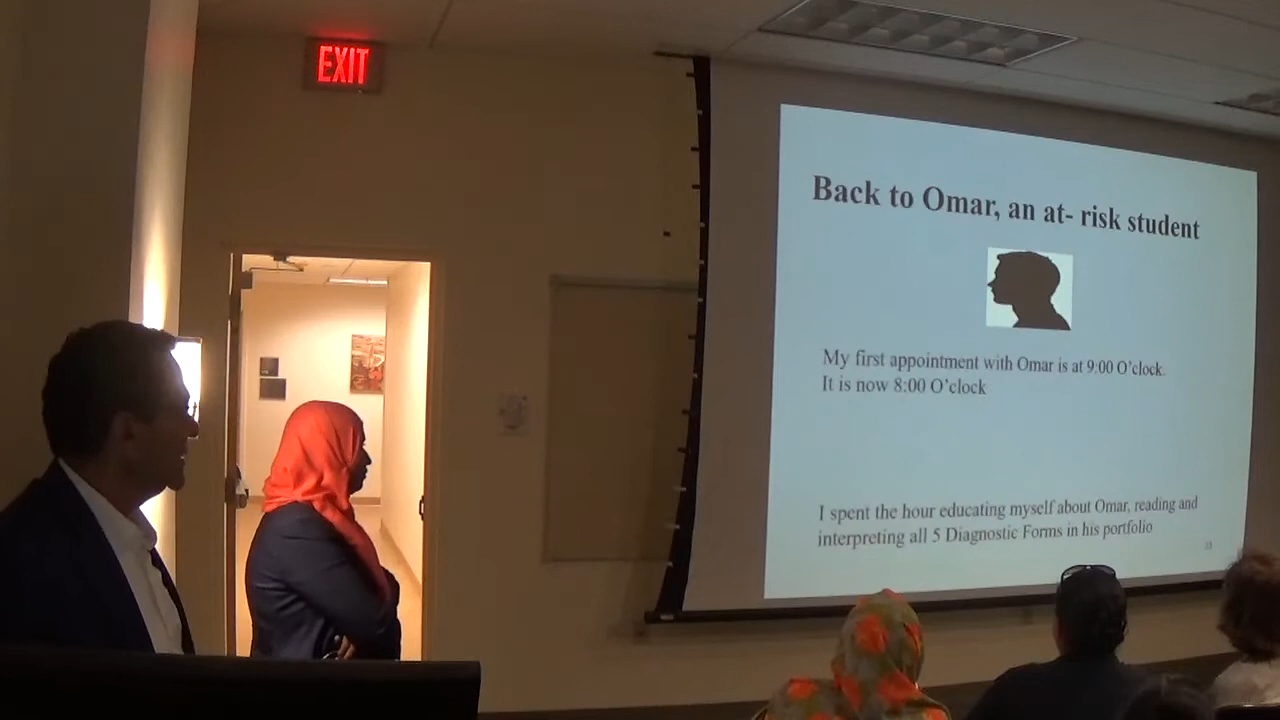 EXIT
Back to Omar, an at- risk student
My first appointment with Omar is at 9:00 O'clock.
It is now 8:00 O'clock
I spent the hour educating myself about Omar, reading and
interpreting all 5 Diagnostic Forms in his portfolio